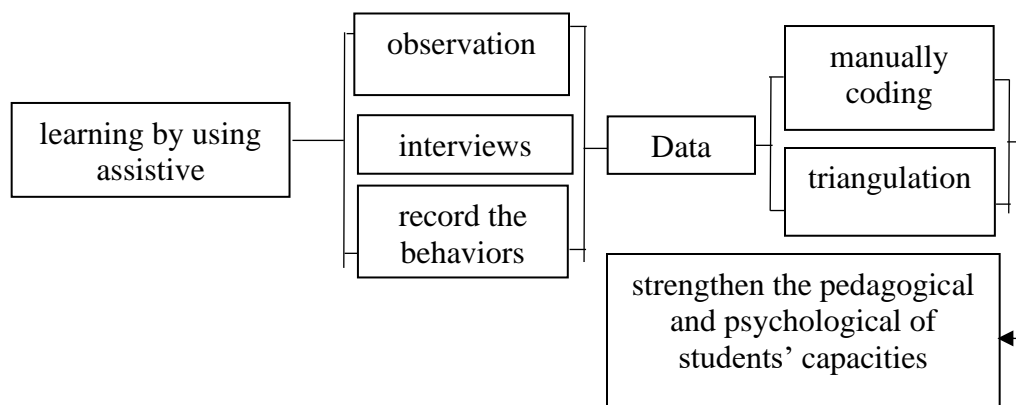 learning by using
assistive
observation
interviews
record the
behaviors
Data
manually
coding
triangulation
strengthen the pedagogical
and psychological of
students’ capacities